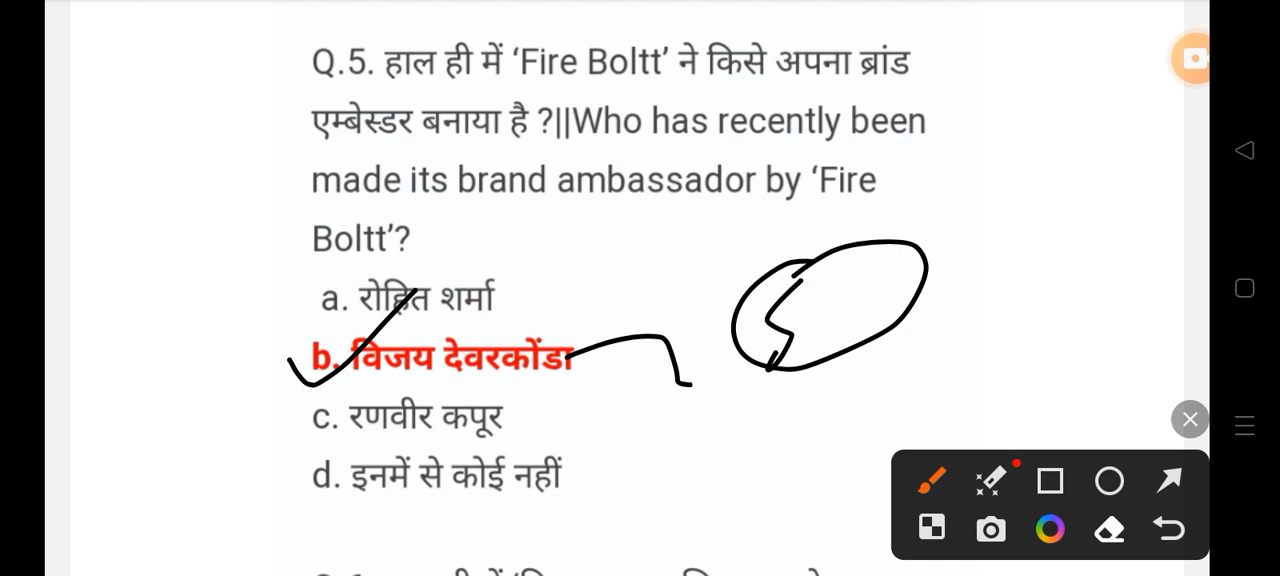 Q.5. हाल ही में ‘Fire Boltt’ ने किसे अपना ब्रांड
एम्बेस्डर बनाया है ?||Who has recently been
made its brand ambassador by ‘Fire
Boltt’?
a. रोहित शर्मा
b. विजय देवरकोंडा
c. रणवीर कपूर
d. इनमें से कोई नहीं